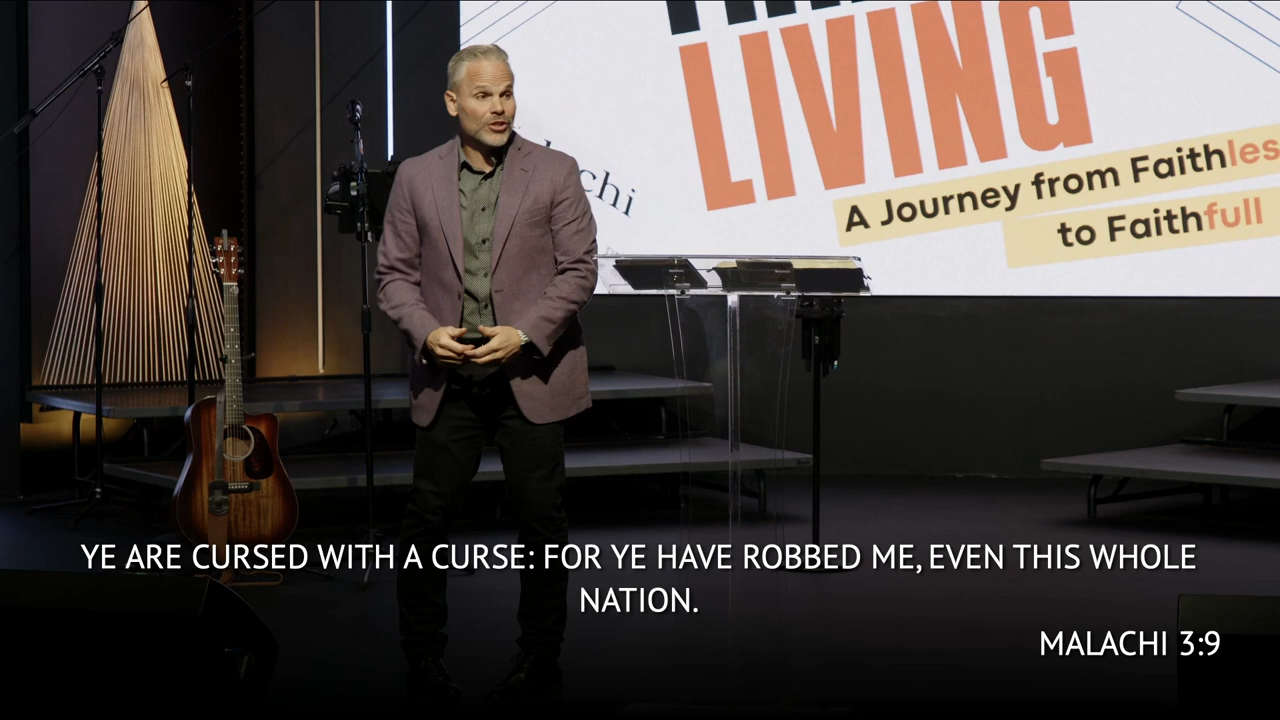 LIVING
A Journey from Faithles
to Faithfull
chi
YE ARE CURSED WITH A CURSE: FOR YE HAVE ROBBED ME, EVEN THIS WHOLE
NATION.
MALACHI 3:9